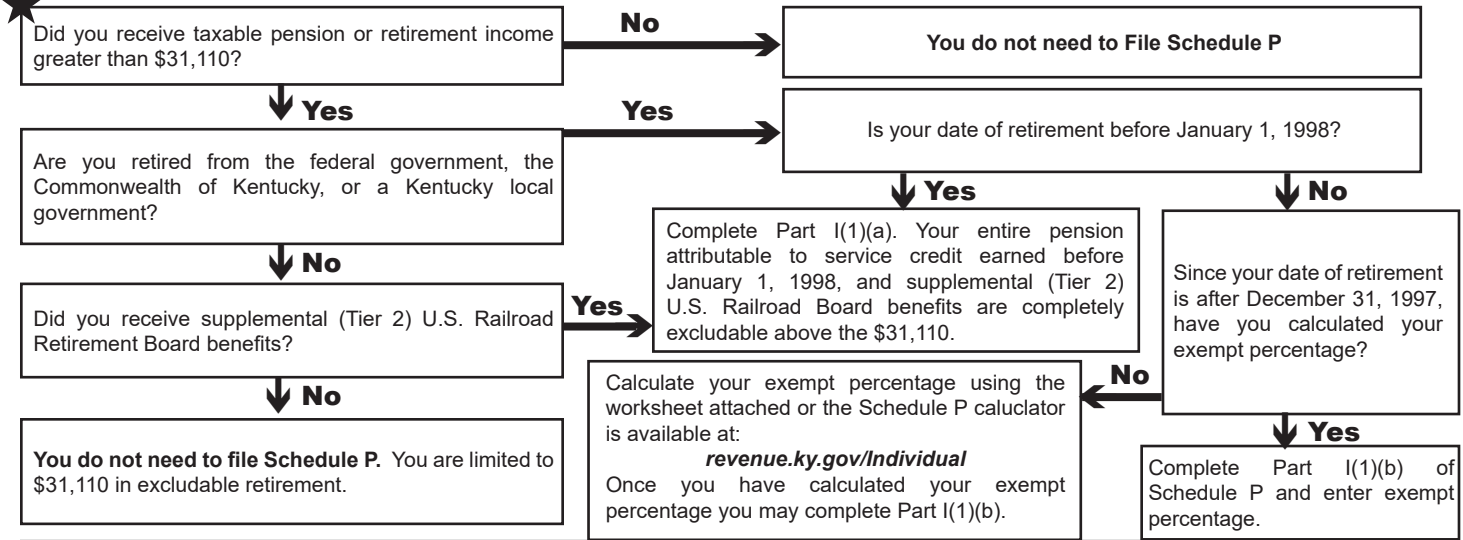 Did you receive taxable pension or retirement income
greater than $31,110?
No
You do not need to File Schedule P
Yes
Yes
Are you retired from the federal government, the
Commonwealth of Kentucky, or a Kentucky local
government?
Is your date of retirement before January 1, 1998?
Yes
No
No
Complete Part I(1)(a). Your entire pension
attributable to service credit earned before
January 1, 1998, and supplemental (Tier 2)
U.S. Railroad Board benefits are completely
excludable above the $31,110.
Since your date of retirement
is after December 31, 1997,
have you calculated your
exempt percentage?
Did you receive supplemental (Tier 2) U.S. Railroad
Retirement Board benefits?
Yes
No
No
Calculate your exempt percentage using the
worksheet attached or the Schedule P caluclator
is available at:
revenue.ky.gov/Individual
Once you have calculated your exempt
percentage you may complete Part I(1)(b).
Yes
You do not need to file Schedule P. You are limited to
$31,110 in excludable retirement.
Complete Part I(1)(b) of
Schedule P and enter exempt
percentage.